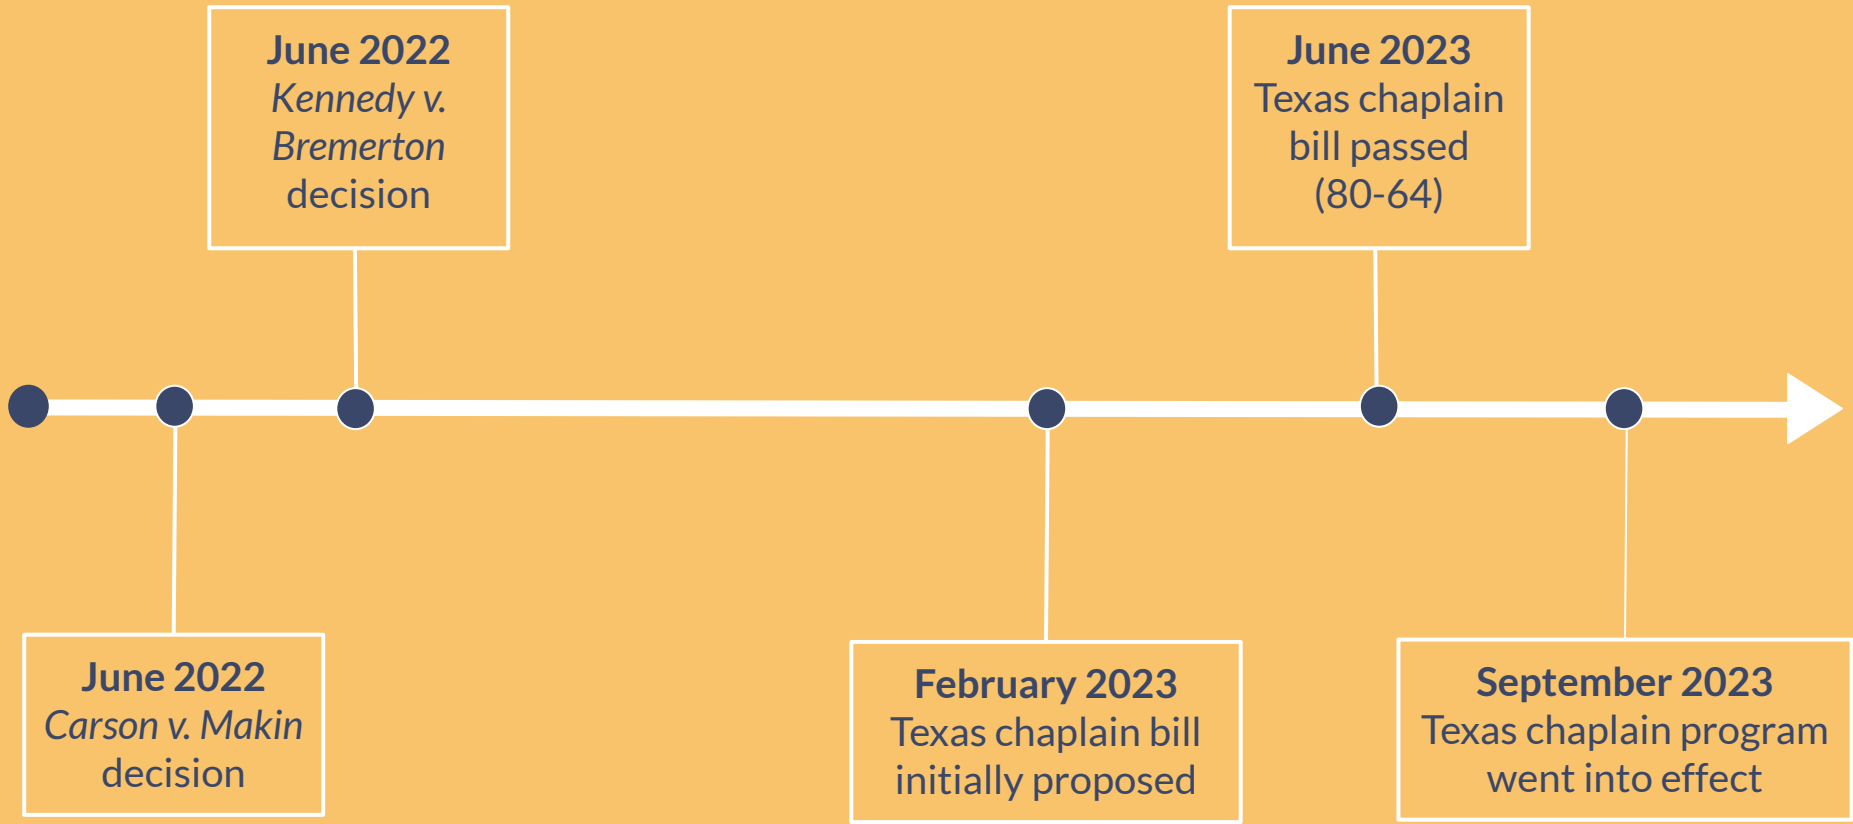 June 2022
Kennedy v.
Bremerton
decision
June 2023
Texas chaplain
bill passed
(80-64)
June 2022
Carson v. Makin
decision
February 2023
Texas chaplain bill
initially proposed
September 2023
Texas chaplain program
went into effect